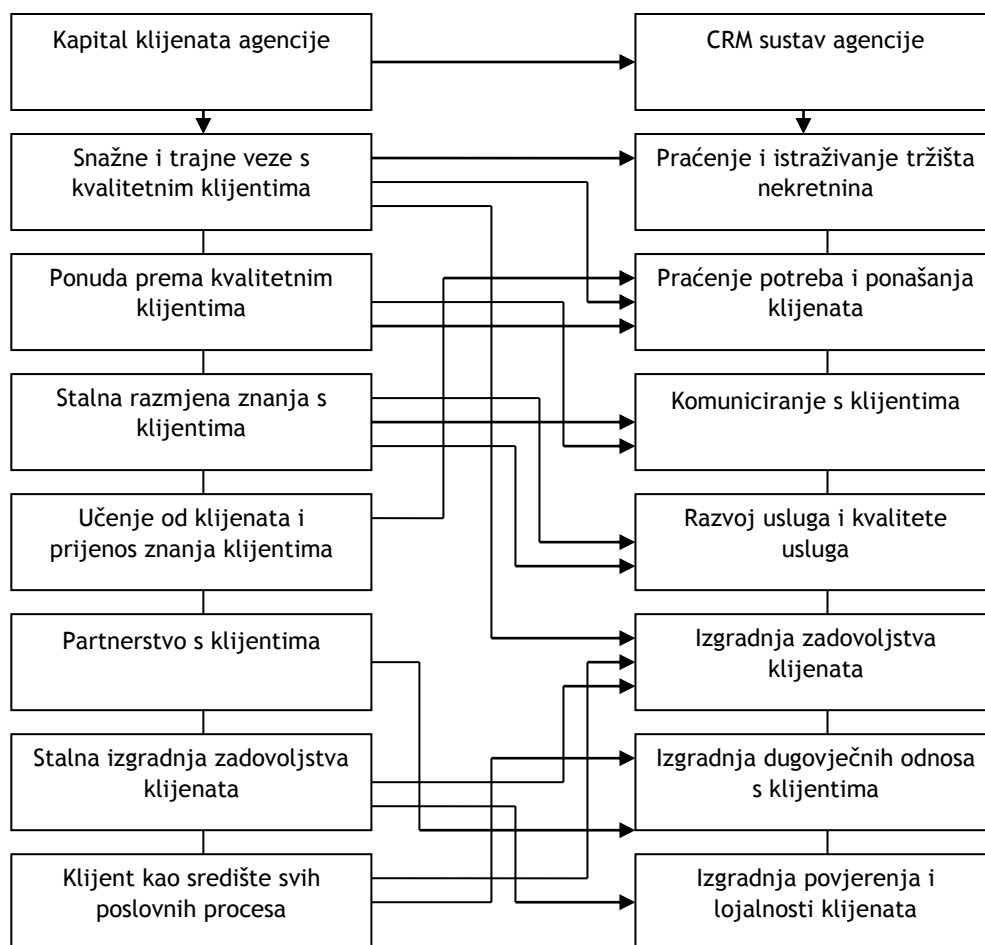 Kapital klijenata agencije
CRM sustav agencije
Snažne i trajne veze s
kvalitetnim klijentima
Praćenje i istraživanje tržišta
nekretnina
Ponuda prema kvalitetnim
klijentima
Praćenje potreba i ponašanja
klijenata
Stalna razmjena znanja s
klijentima
Komuniciranje s klijentima
Učenje od klijenata i
prijenos znanja klijentima
Razvoj usluga i kvalitete
usluga
Partnerstvo s klijentima
Izgradnja zadovoljstva
klijenata
Stalna izgradnja zadovoljstva
klijenata
Izgradnja dugovječnih odnosa
s klijentima
Klijent kao središte svih
poslovnih procesa
Izgradnja povjerenja i
lojalnosti klijenata